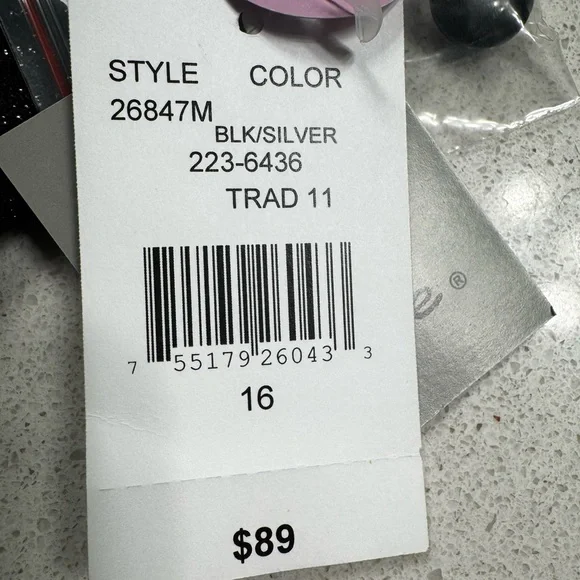 STYLE COLOR
26847M
BLK/SILVER
223-6436
TRAD 11
7 55179 26043 3
16
$89
®